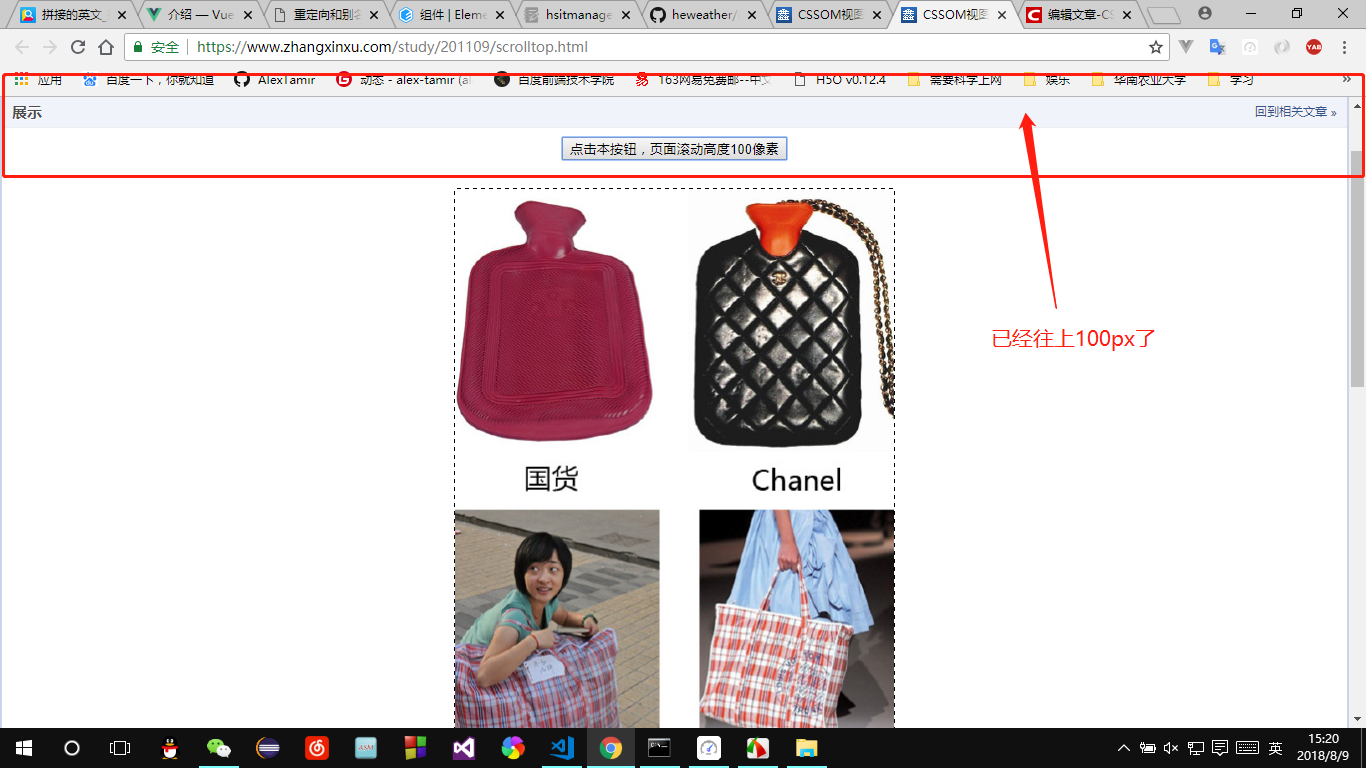 拼接的英文_
介绍 — Vue
重定向和别名
组件 | Eleme
hsitmanage
heweather/
CSSOM视图
CSSOM视图
编辑文章-CS
安全
https://www.zhangxinxu.com/study/201109/scrolltop.html
YAB
应用
百度一下，你就知道
AlexTamir
动态 - alex-tamir (al
百度前端技术学院
163网易免费邮--中文
H5O v0.12.4
需要科学上网
娱乐
华南农业大学
学习
»
展示
回到相关文章 »
点击本按钮，页面滚动高度100像素
已经往上100px了
国货
Chanel
ASM
英
15:20
2018/8/9